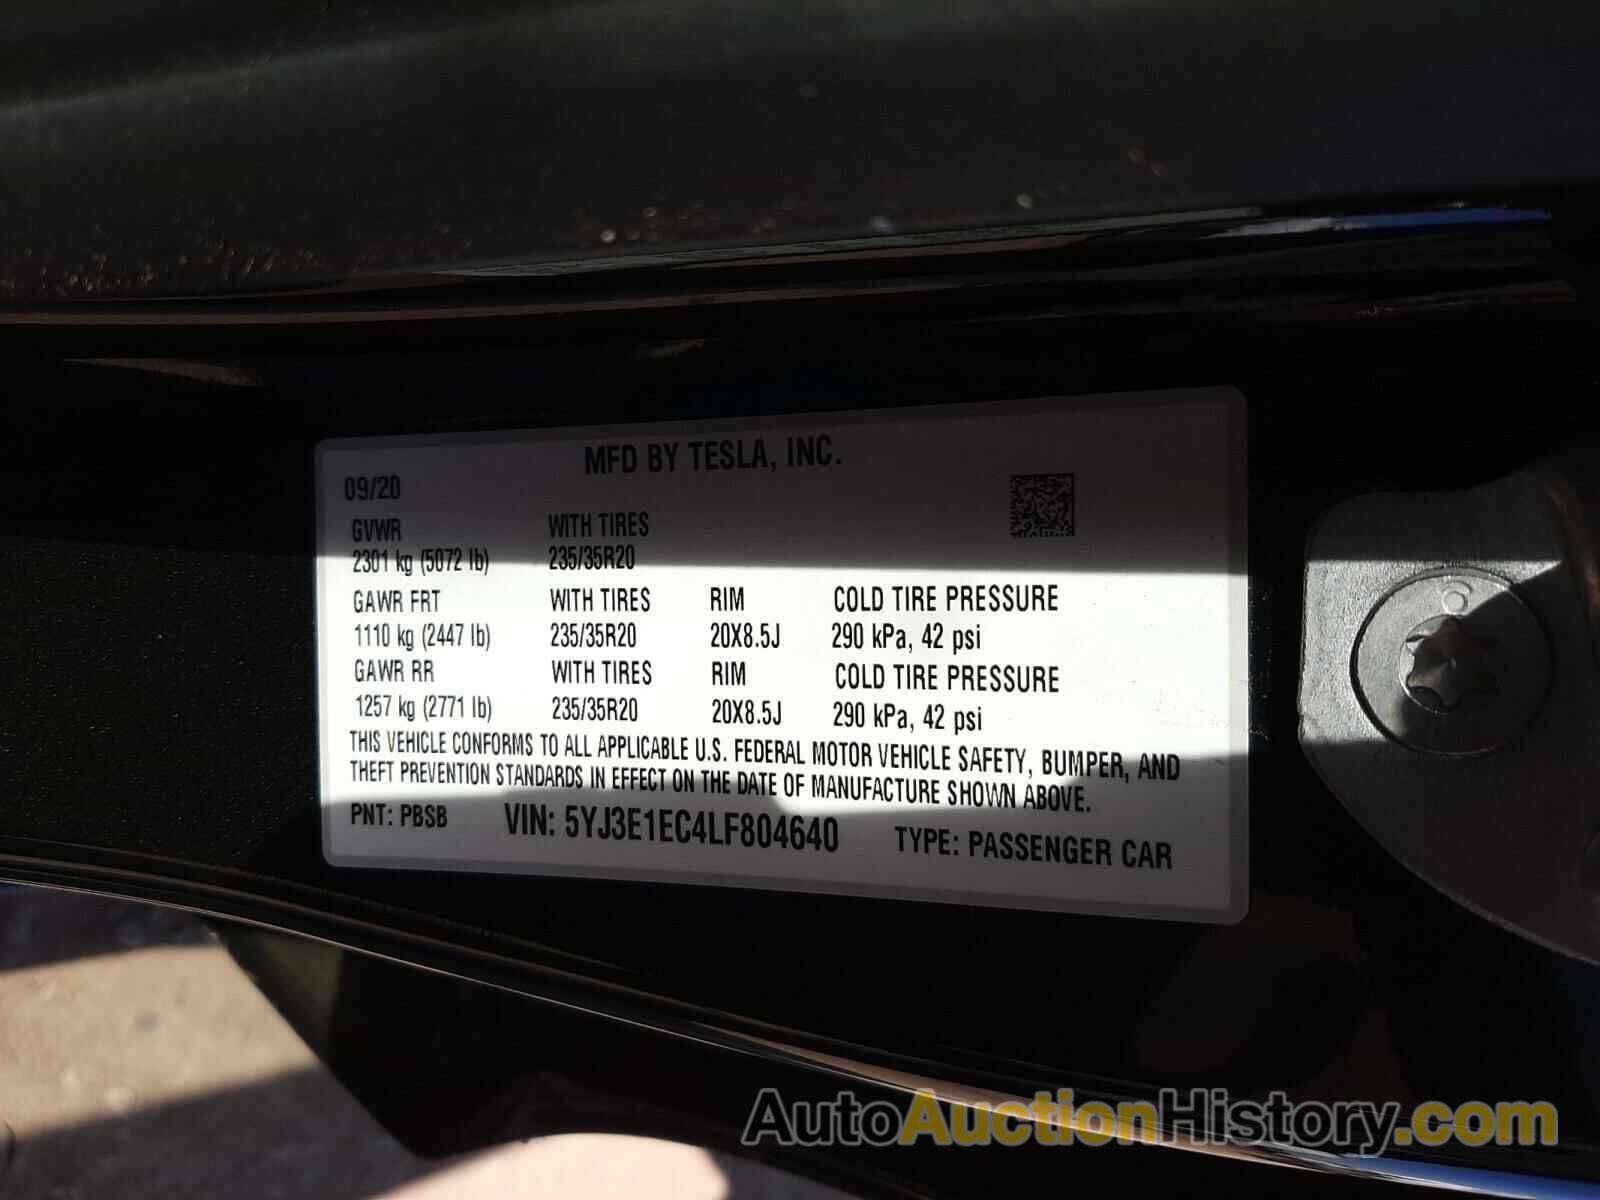 MFD BY TESLA, INC.
09/20
GVWR WITH TIRES
2301 kg (5072 lb) 235/35R20
GAWR FRT WITH TIRES RIM COLD TIRE PRESSURE
1110 kg (2447 lb) 235/35R20 20X8.5J 290 kPa, 42 psi
GAWR RR WITH TIRES RIM COLD TIRE PRESSURE
1257 kg (2771 lb) 235/35R20 20X8.5J 290 kPa, 42 psi
THIS VEHICLE CONFORMS TO ALL APPLICABLE U.S. FEDERAL MOTOR VEHICLE SAFETY, BUMPER, AND
THEFT PREVENTION STANDARDS IN EFFECT ON THE DATE OF MANUFACTURE SHOWN ABOVE.
PNT: PBSB VIN: 5YJ3E1EC4LF804640 TYPE: PASSENGER CAR
AutoAuctionHistory.com